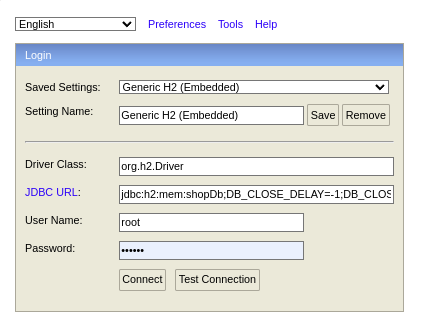 English Preferences Tools Help
Login
Saved Settings: Generic H2 (Embedded)
Setting Name: Generic H2 (Embedded) Save Remove
Driver Class: org.h2.Driver
JDBC URL: jdbc:h2:mem:shopDb;DB_CLOSE_DELAY=-1;DB_CLOS
User Name: root
Password: ••••••
Connect Test Connection